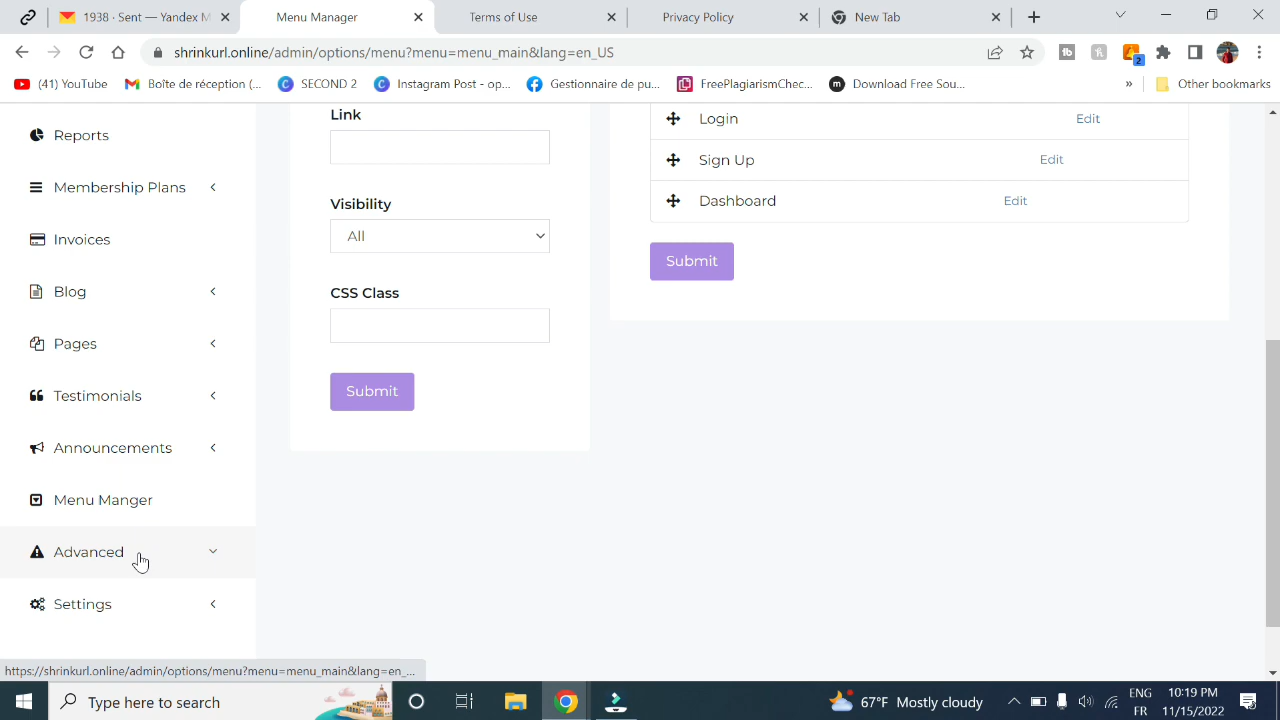 1938 · Sent — Yandex M
Menu Manager
Terms of Use
Privacy Policy
New Tab
shrinkurl.online/admin/options/menu?menu=menu_main&lang=en_US
2
(41) YouTube
Boîte de réception (...
SECOND 2
Instagram Post - op...
Gestionnaire de pu...
FreePlagiarismChec...
Download Free Sou...
»
Other bookmarks
Reports
Membership Plans
Invoices
Blog
Pages
Testimonials
Announcements
Menu Manger
Advanced
Settings
Link
Visibility
All
CSS Class
Submit
Login
Edit
Sign Up
Edit
Dashboard
Edit
Submit
https://shrinkurl.online/admin/options/menu?menu=menu_main&lang=en_...
Type here to search
67°F Mostly cloudy
ENG
FR
10:19 PM
11/15/2022